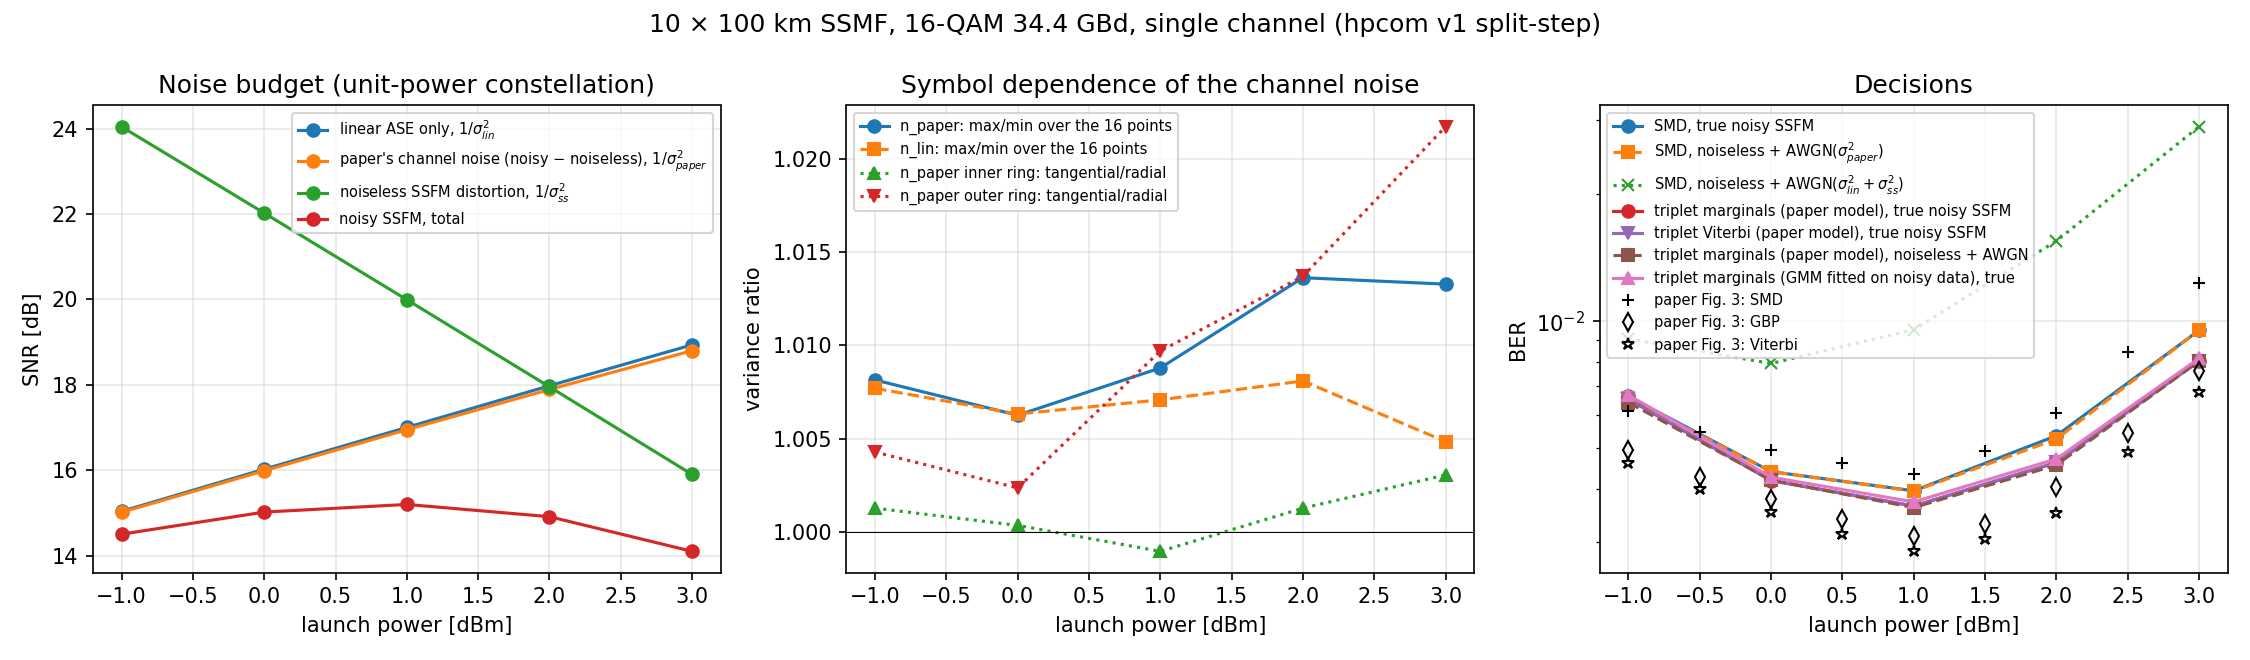 10 × 100 km SSMF, 16-QAM 34.4 GBd, single channel (hpcom v1 split-step)
Noise budget (unit-power constellation)
linear ASE only, 1/σ²_lin
paper's channel noise (noisy − noiseless), 1/σ²_paper
noiseless SSFM distortion, 1/σ²_ss
noisy SSFM, total
SNR [dB]
24
22
20
18
16
14
−1.0 −0.5 0.0 0.5 1.0 1.5 2.0 2.5 3.0
launch power [dBm]
Symbol dependence of the channel noise
n_paper: max/min over the 16 points
n_lin: max/min over the 16 points
n_paper inner ring: tangential/radial
n_paper outer ring: tangential/radial
variance ratio
1.020
1.015
1.010
1.005
1.000
−1.0 −0.5 0.0 0.5 1.0 1.5 2.0 2.5 3.0
launch power [dBm]
Decisions
SMD, true noisy SSFM
SMD, noiseless + AWGN(σ²_paper)
SMD, noiseless + AWGN(σ²_lin + σ²_ss)
triplet marginals (paper model), true noisy SSFM
triplet Viterbi (paper model), true noisy SSFM
triplet marginals (paper model), noiseless + AWGN
triplet marginals (GMM fitted on noisy data), true
paper Fig. 3: SMD
paper Fig. 3: GBP
paper Fig. 3: Viterbi
BER
10⁻²
−1.0 −0.5 0.0 0.5 1.0 1.5 2.0 2.5 3.0
launch power [dBm]